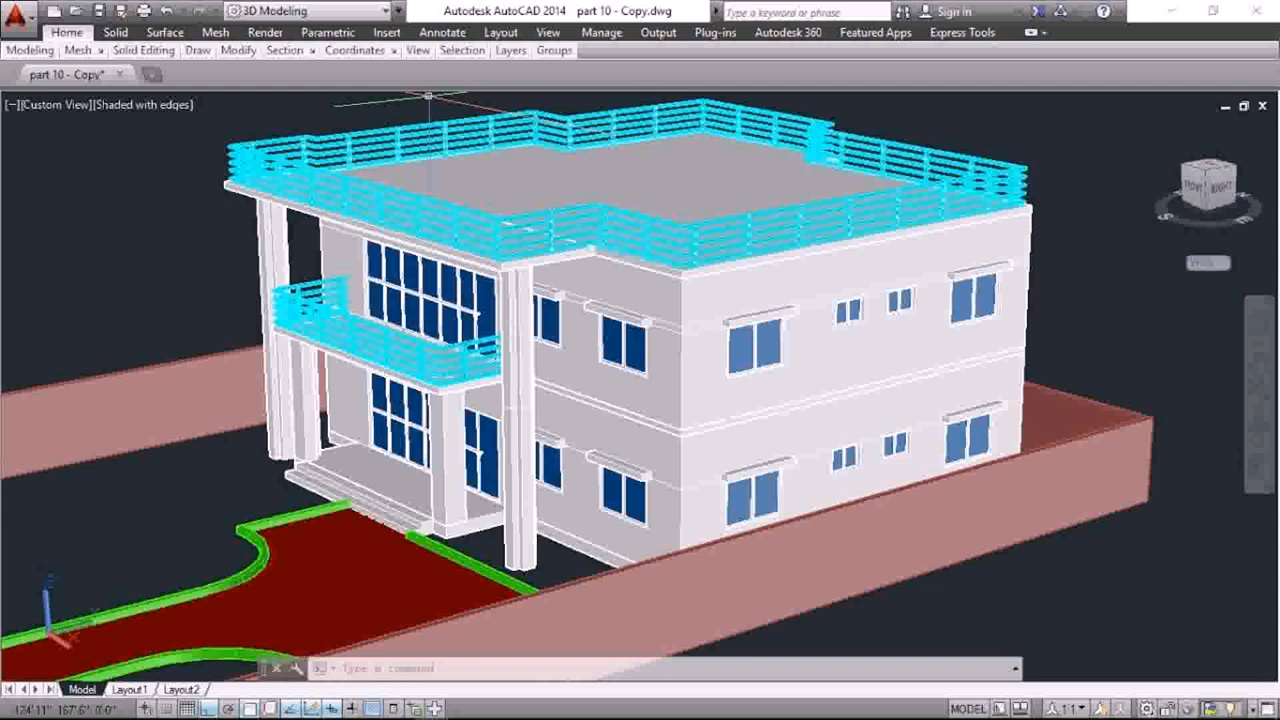 3D Modeling
Autodesk AutoCAD 2014 part 10 - Copy.dwg
Type a keyword or phrase
Sign In
Home Solid Surface Mesh Render Parametric Insert Annotate Layout View Manage Output Plug-ins Autodesk 360 Featured Apps Express Tools
Modeling Mesh Solid Editing Draw Modify Section Coordinates View Selection Layers Groups
part 10 - Copy*
[−][Custom View][Shaded with edges]
FRONT RIGHT
Type a command
Model Layout1 Layout2
MODEL 1:1